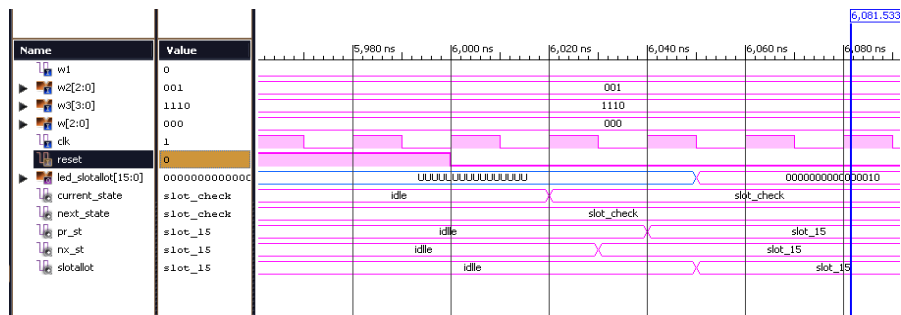 6,081.533
Name Value 5,980 ns 6,000 ns 6,020 ns 6,040 ns 6,060 ns 6,080 ns
w1 0
w2[2:0] 001 001
w3[3:0] 1110 1110
w[2:0] 000 000
clk 1
reset 0
led_slotallot[15:0] 000000000000 UUUUUUUUUUUUUUUU 0000000000000010
current_state slot_check idle slot_check
next_state slot_check slot_check
pr_st slot_15 idlle slot_15
nx_st slot_15 idlle slot_15
slotallot slot_15 idlle slot_15